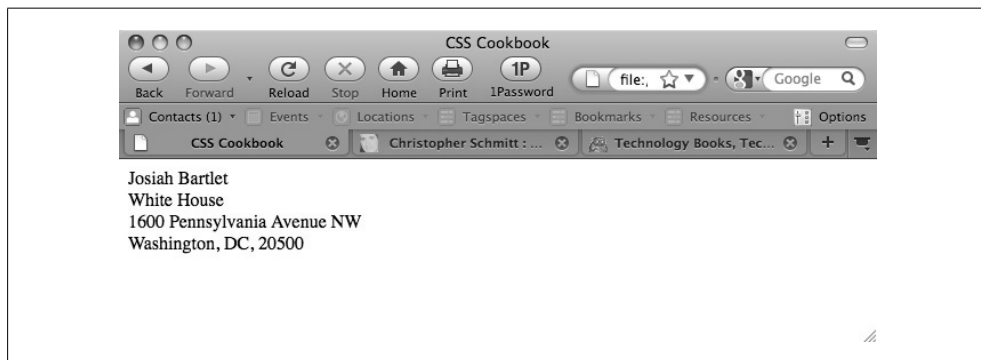 CSS Cookbook
file:,
1P
Google
Back Forward Reload Stop Home Print 1Password
Contacts (1) Events Locations Tagspaces Bookmarks Resources Options
CSS Cookbook Christopher Schmitt : ... Technology Books, Tec... +
Josiah Bartlet
White House
1600 Pennsylvania Avenue NW
Washington, DC, 20500